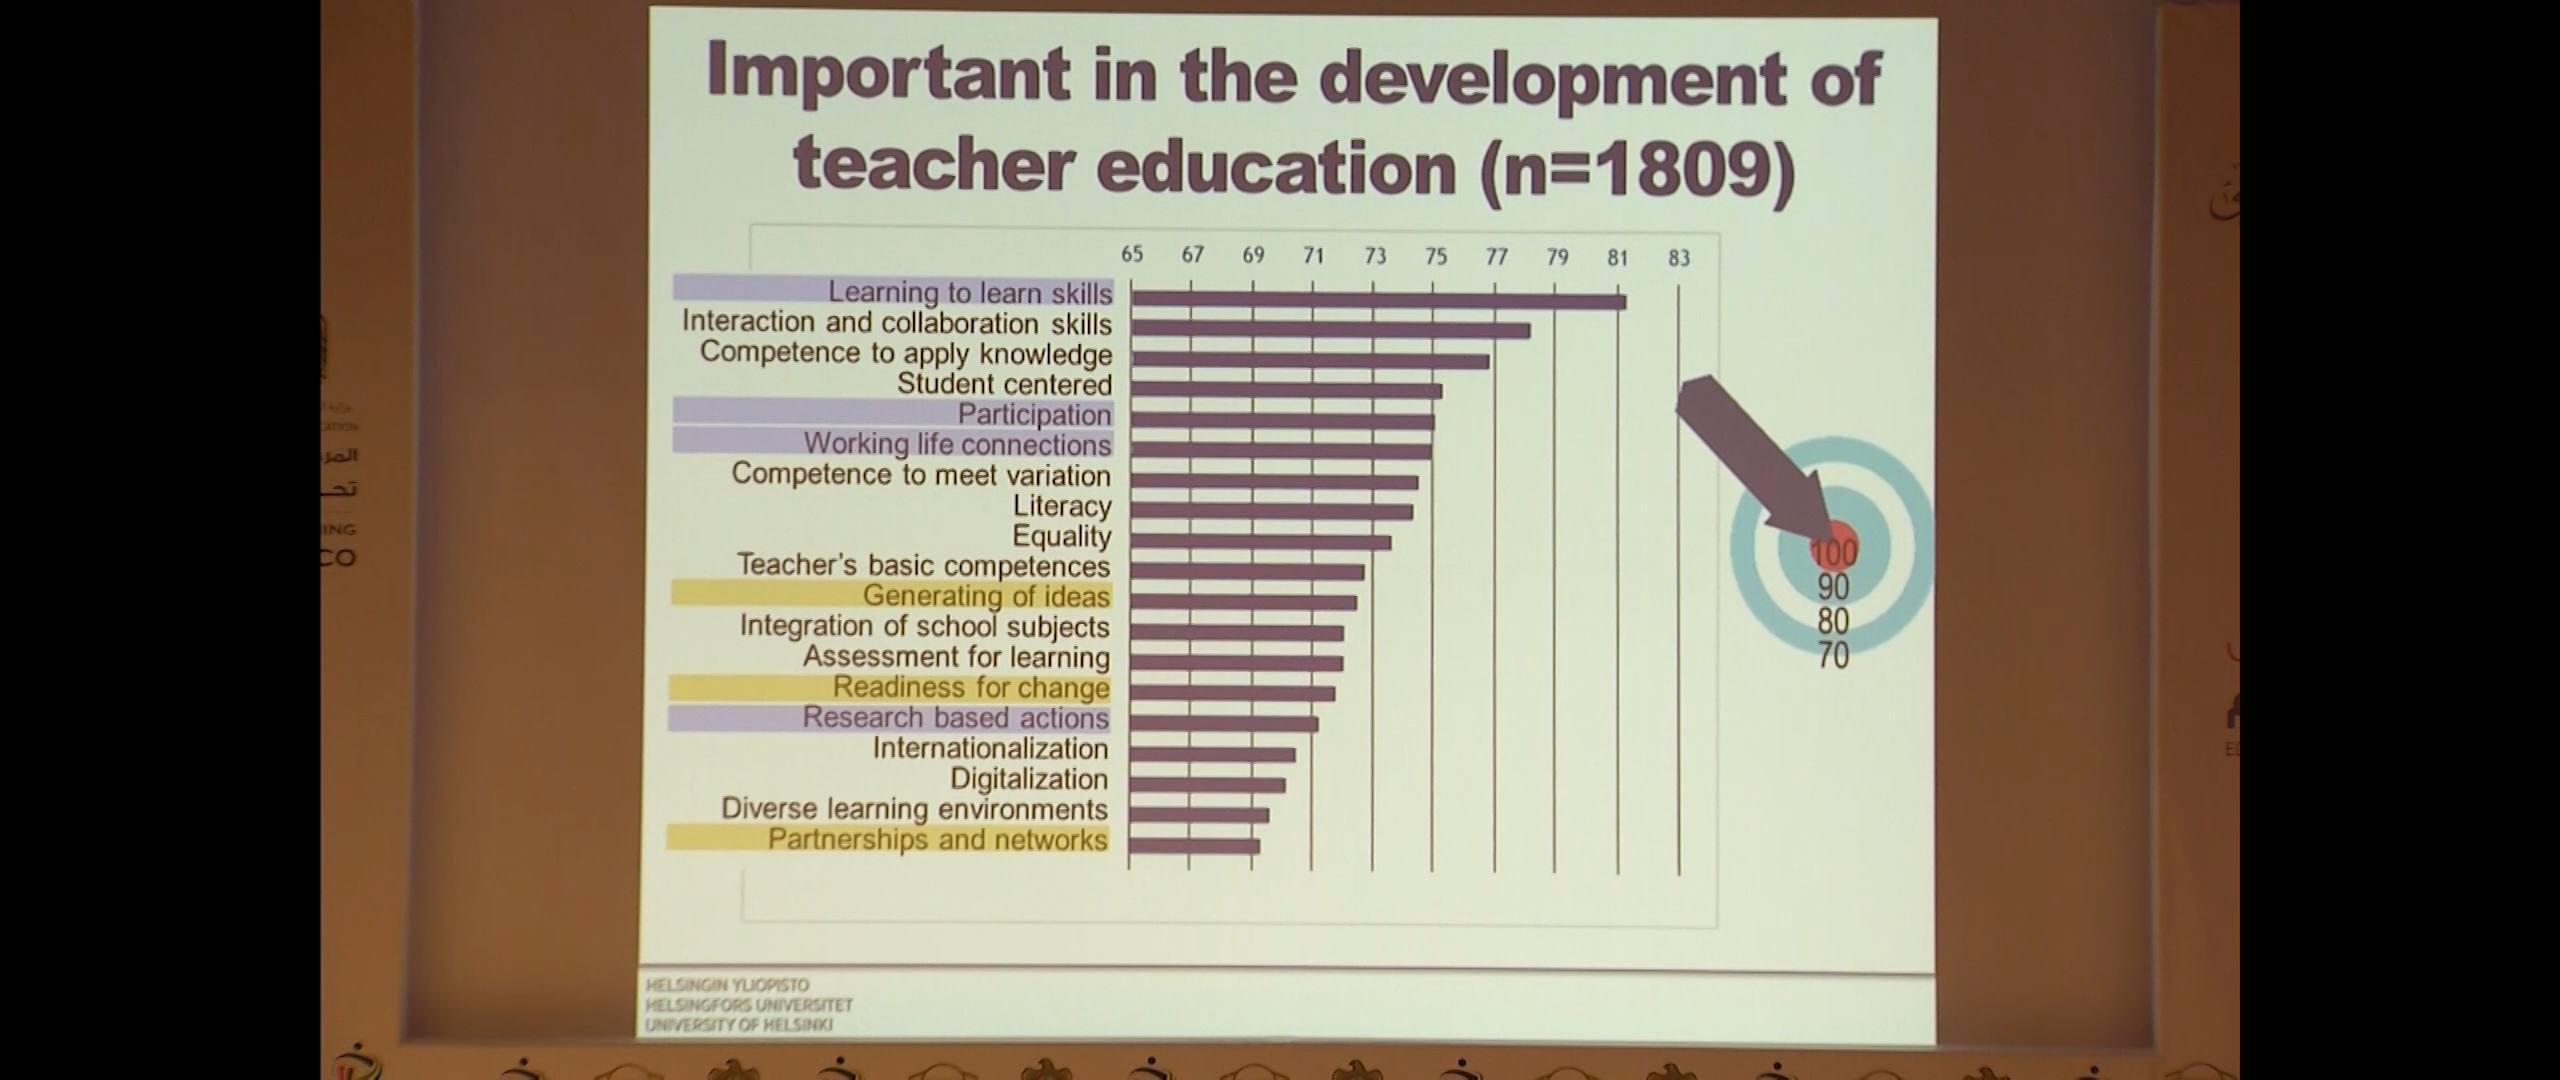 Important in the development of
teacher education (n=1809)
65 67 69 71 73 75 77 79 81 83
Learning to learn skills
Interaction and collaboration skills
Competence to apply knowledge
Student centered
Participation
Working life connections
Competence to meet variation
Literacy
Equality
Teacher's basic competences
Generating of ideas
Integration of school subjects
Assessment for learning
Readiness for change
Research based actions
Internationalization
Digitalization
Diverse learning environments
Partnerships and networks
100
90
80
70
HELSINGIN YLIOPISTO
HELSINGFORS UNIVERSITET
UNIVERSITY OF HELSINKI
CATION
ING
CO